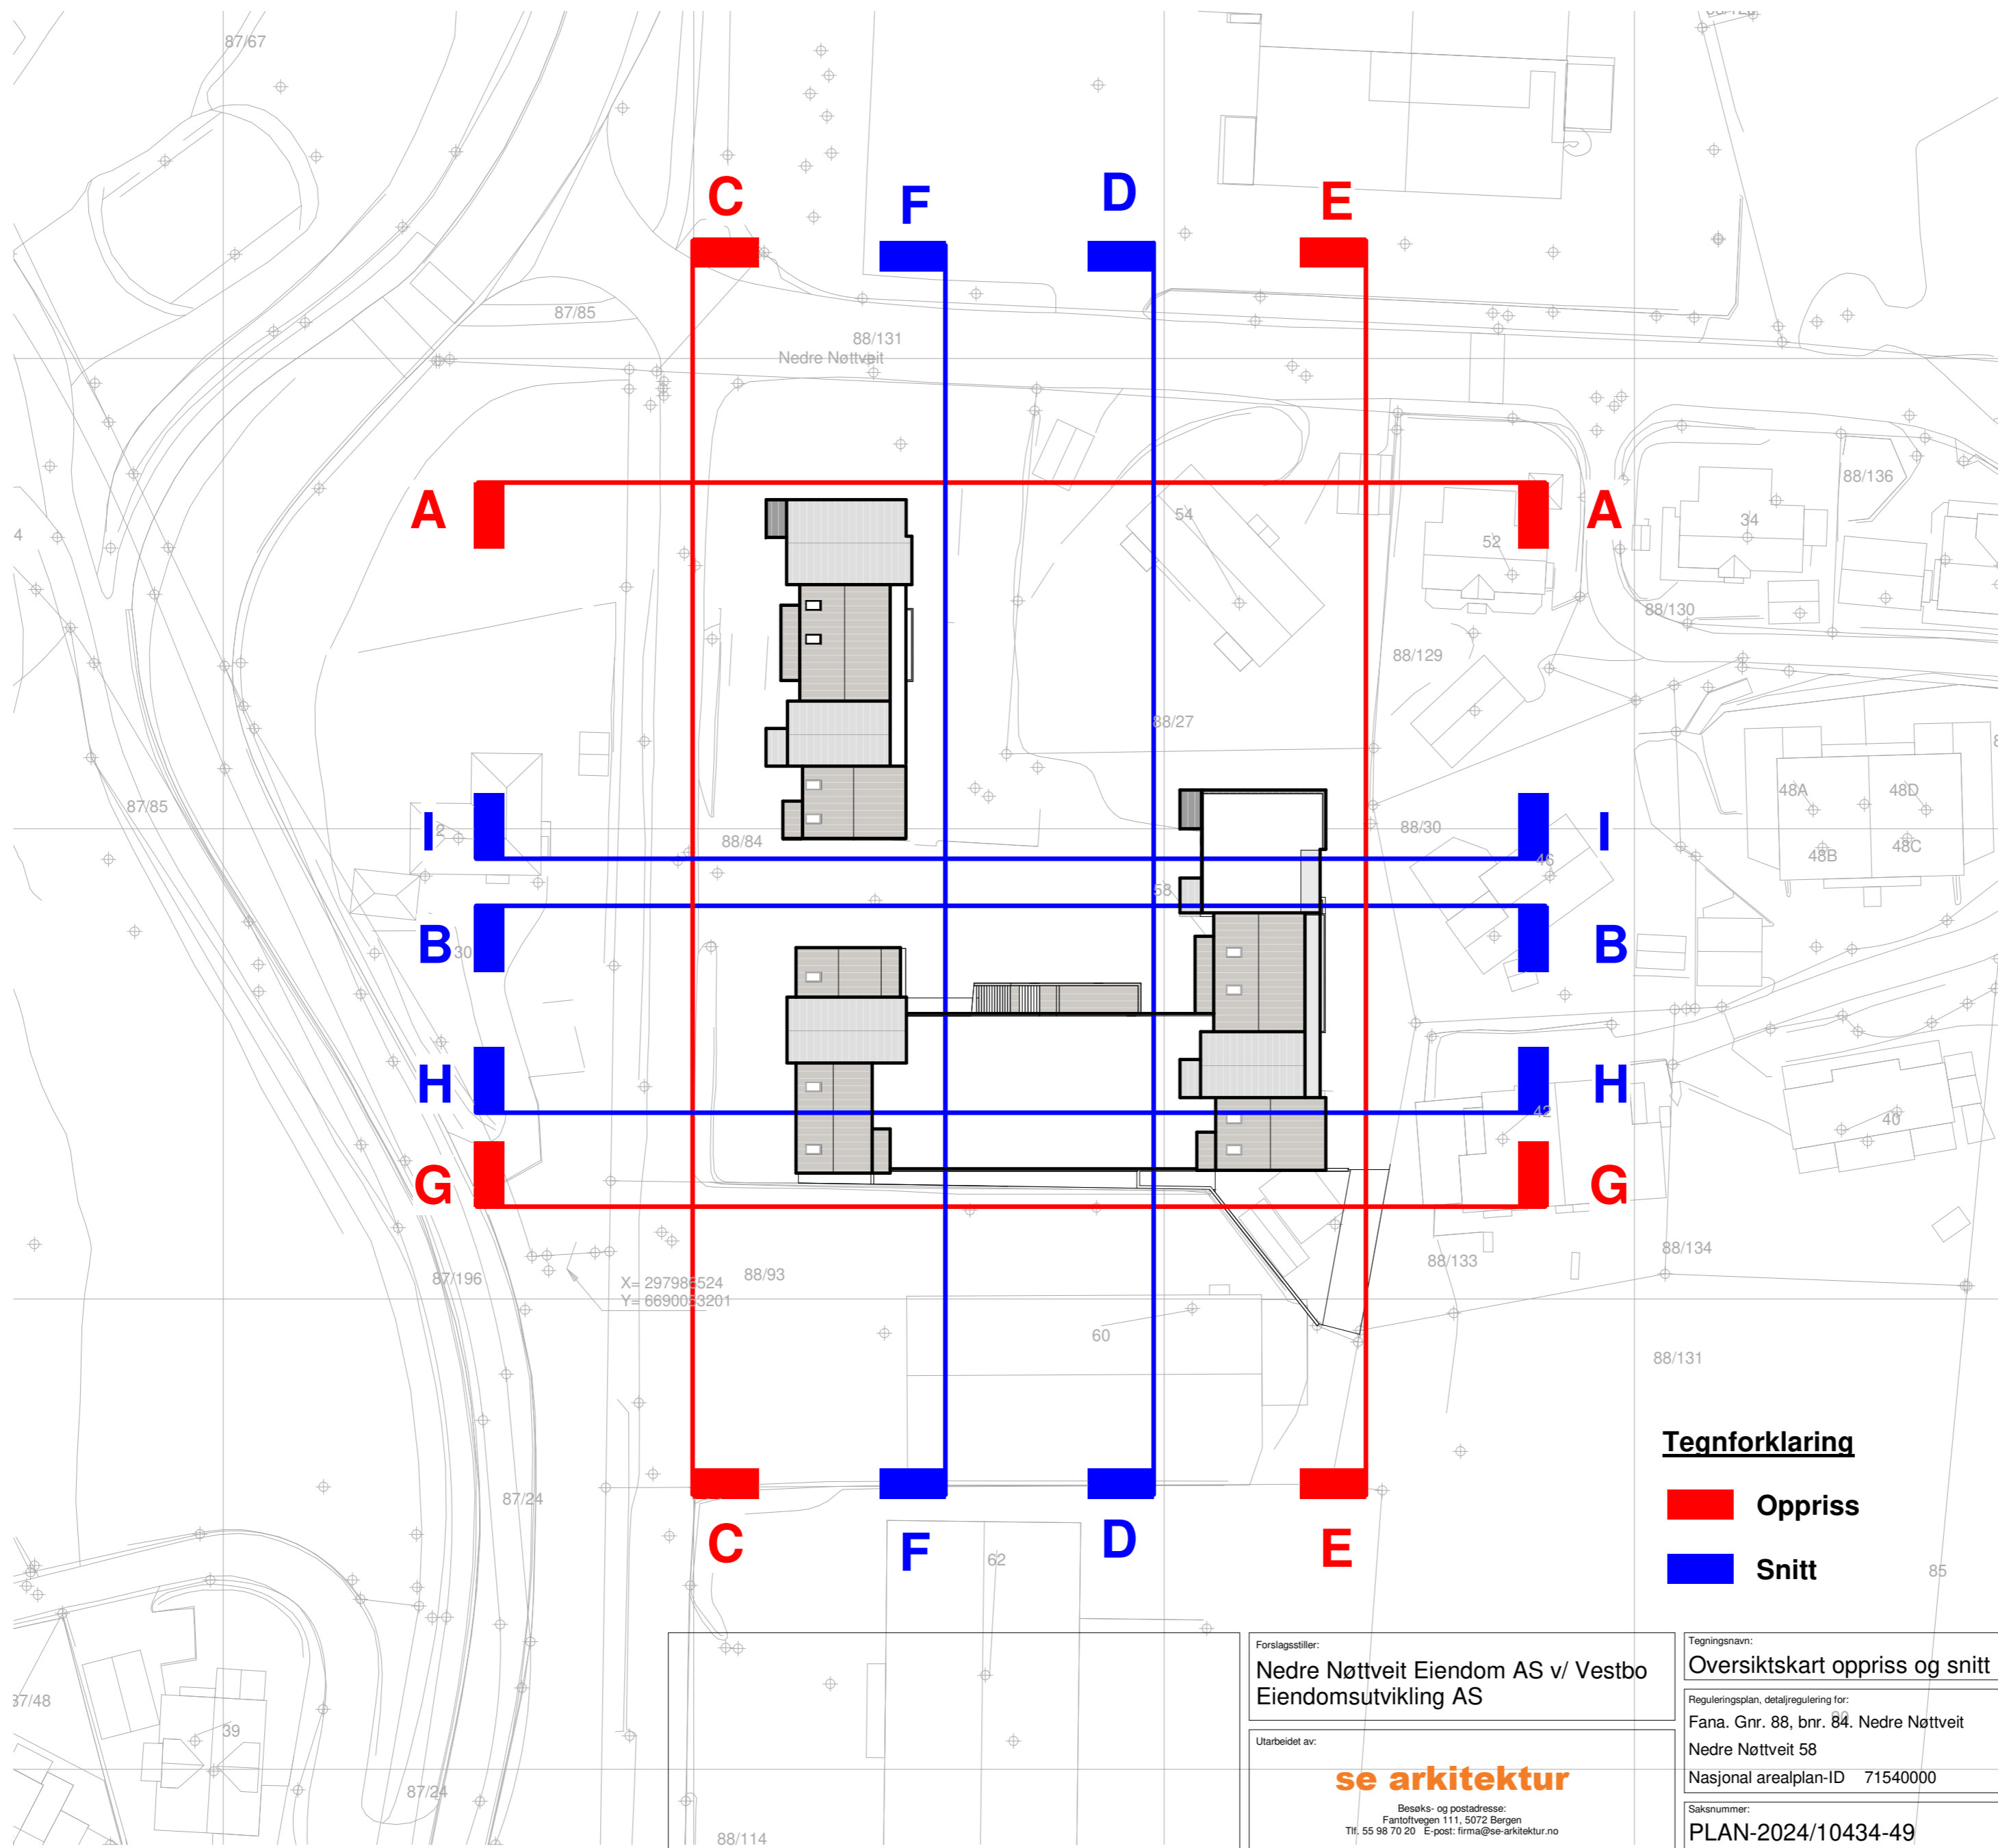 87/67
C
F
D
E
87/85
88/131
Nedre Nøttveit
A
A
54
52
34
88/136
4
88/130
88/129
88/27
87/85
I
2
88/84
88/30
I
46
48A
48D
48B
48C
58
B
30
B
H
H
42
40
G
G
87/196
X= 297986524
Y= 6690053201
88/93
88/133
88/134
60
88/131
Tegnforklaring
Oppriss
Snitt
87/24
C
F
D
E
62
85
39
87/24
88/114
Forslagsstiller:
Nedre Nøttveit Eiendom AS v/ Vestbo
Eiendomsutvikling AS
Utarbeidet av:
se arkitektur
Besøks- og postadresse:
Fantoftvegen 111, 5072 Bergen
Tlf. 55 98 70 20 E-post: firma@se-arkitektur.no
Tegningsnavn:
Oversiktskart oppriss og snitt
Reguleringsplan, detaljregulering for:
Fana. Gnr. 88, bnr. 84. Nedre Nøttveit
Nedre Nøttveit 58
Nasjonal arealplan-ID 71540000
Saksnummer:
PLAN-2024/10434-49